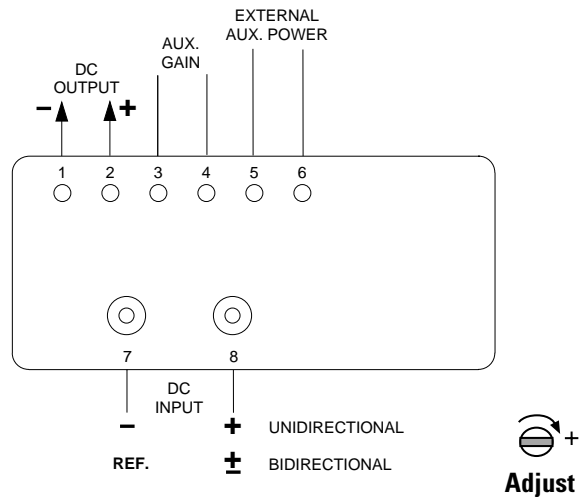 EXTERNAL
AUX. POWER
AUX.
GAIN
DC
OUTPUT
− +
1 2 3 4 5 6
7 8
DC
INPUT
− + UNIDIRECTIONAL
REF. ± BIDIRECTIONAL
+
Adjust